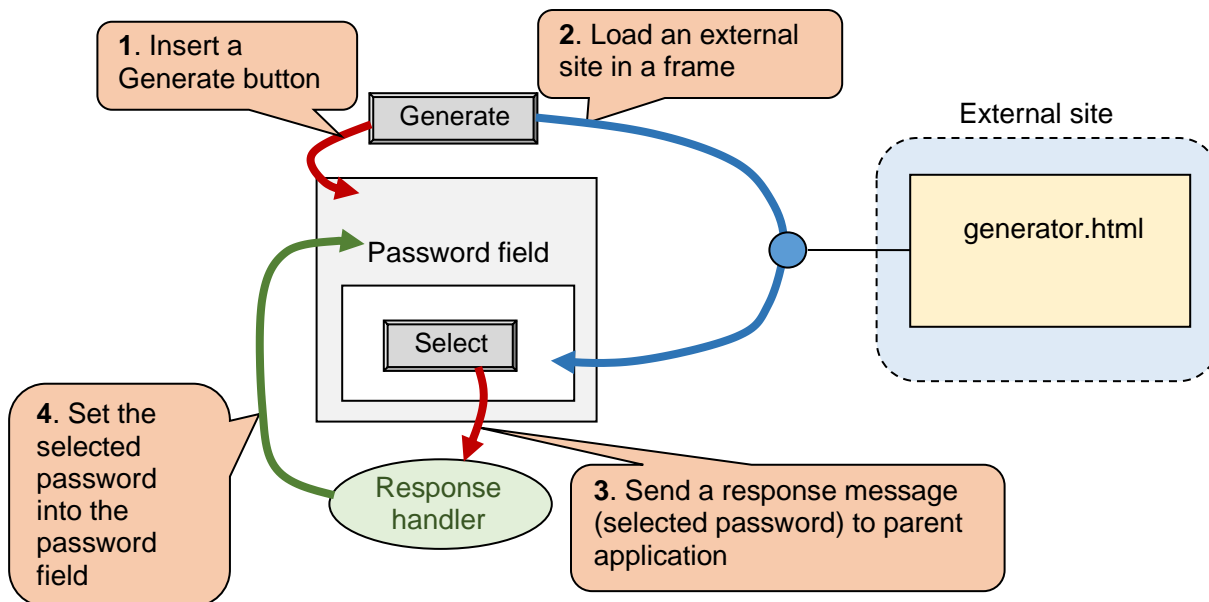 1. Insert a
Generate button
2. Load an external
site in a frame
Generate
External site
generator.html
Password field
Select
4. Set the
selected
password
into the
password
field
Response
handler
3. Send a response message
(selected password) to parent
application